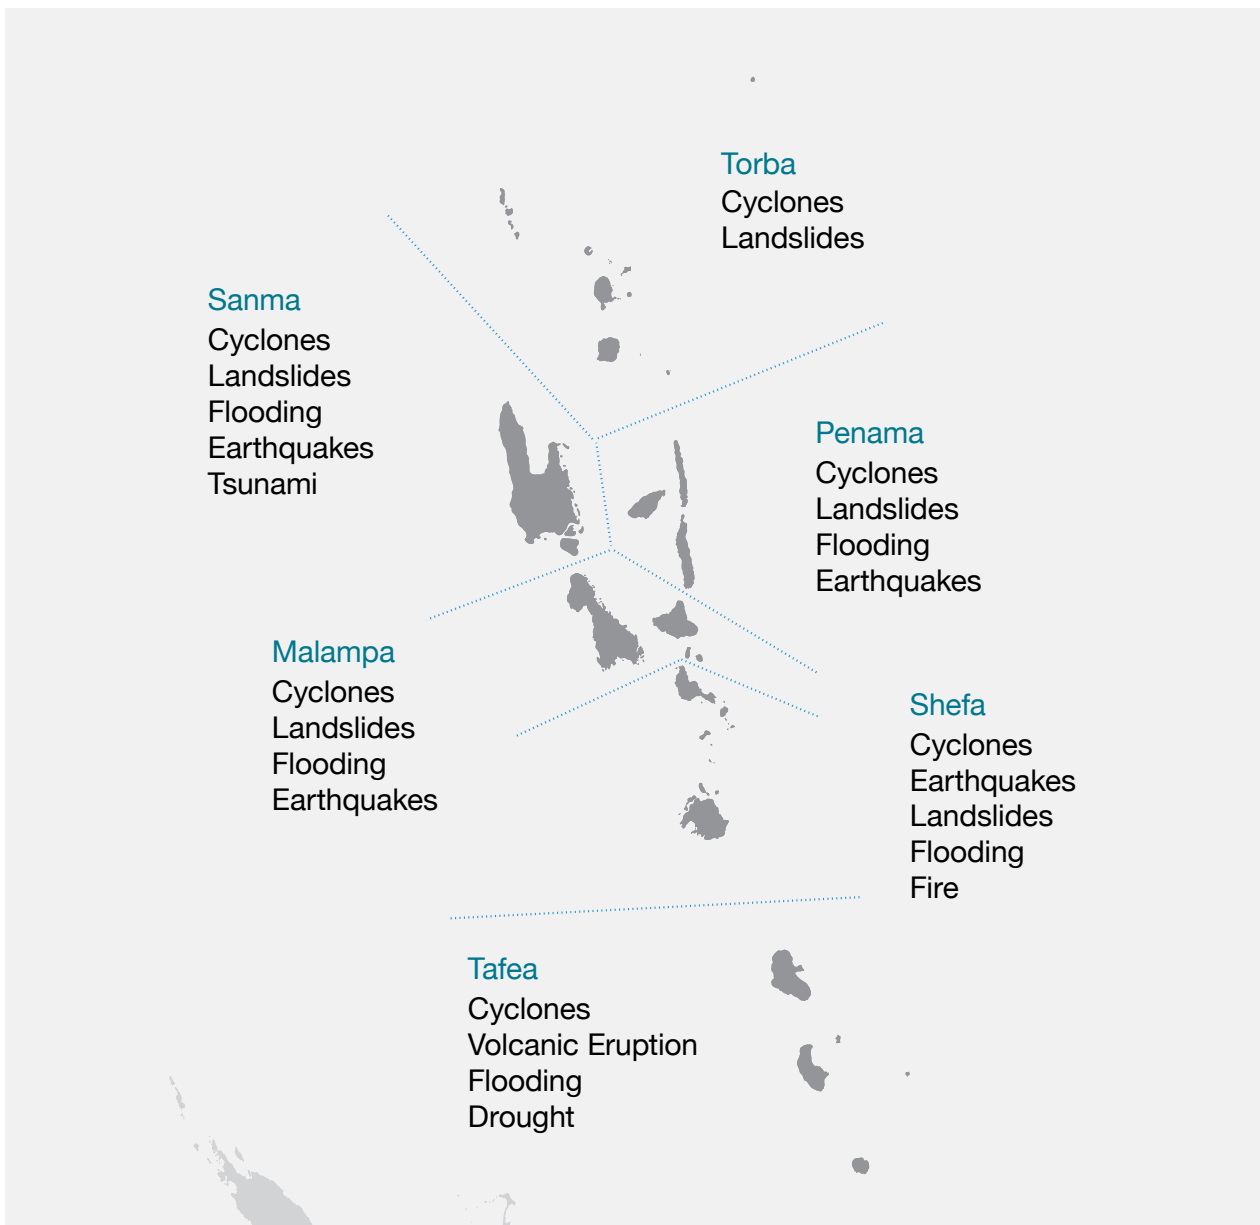 Torba
Cyclones
Landslides
Sanma
Cyclones
Landslides
Flooding
Earthquakes
Tsunami
Penama
Cyclones
Landslides
Flooding
Earthquakes
Malampa
Cyclones
Landslides
Flooding
Earthquakes
Shefa
Cyclones
Earthquakes
Landslides
Flooding
Fire
Tafea
Cyclones
Volcanic Eruption
Flooding
Drought